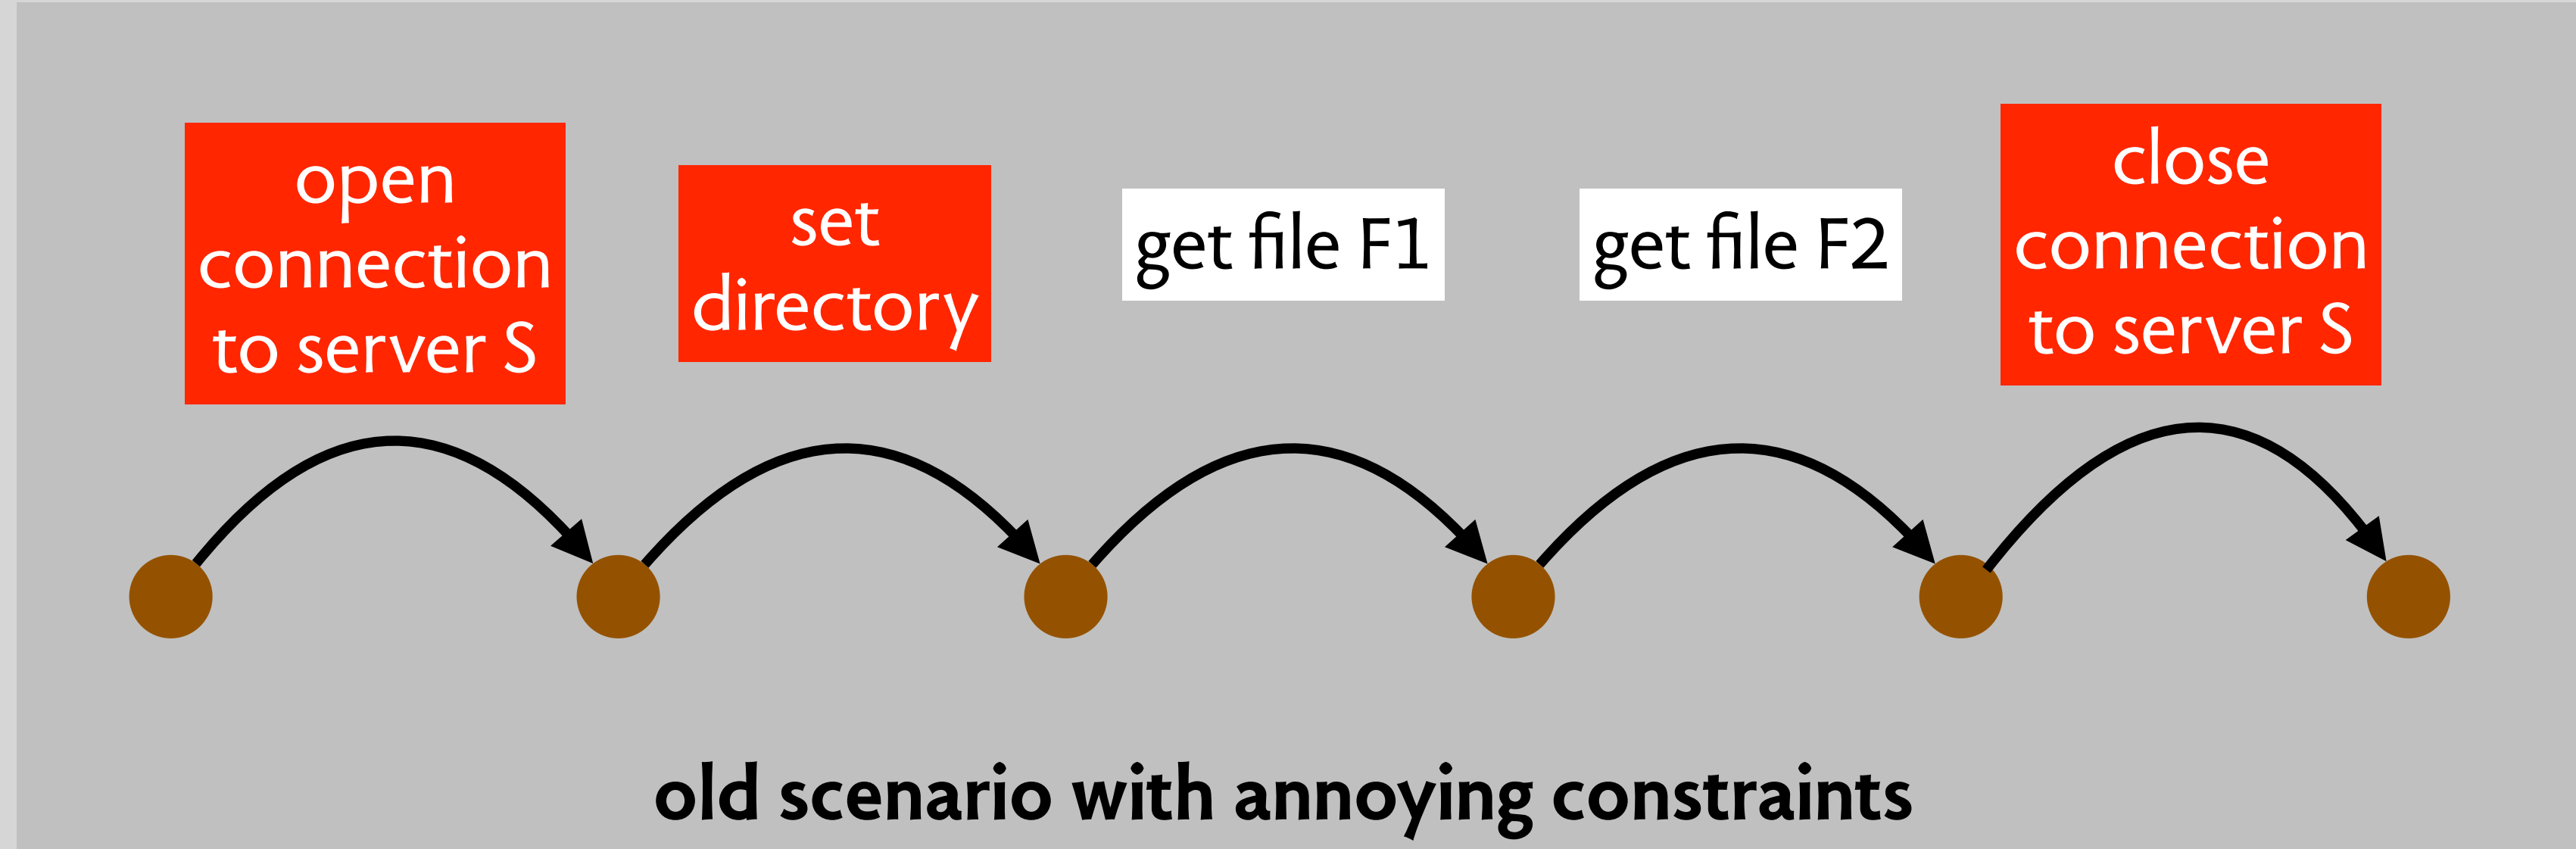 open
connection
to server S
set
directory
get file F1
get file F2
close
connection
to server S
old scenario with annoying constraints